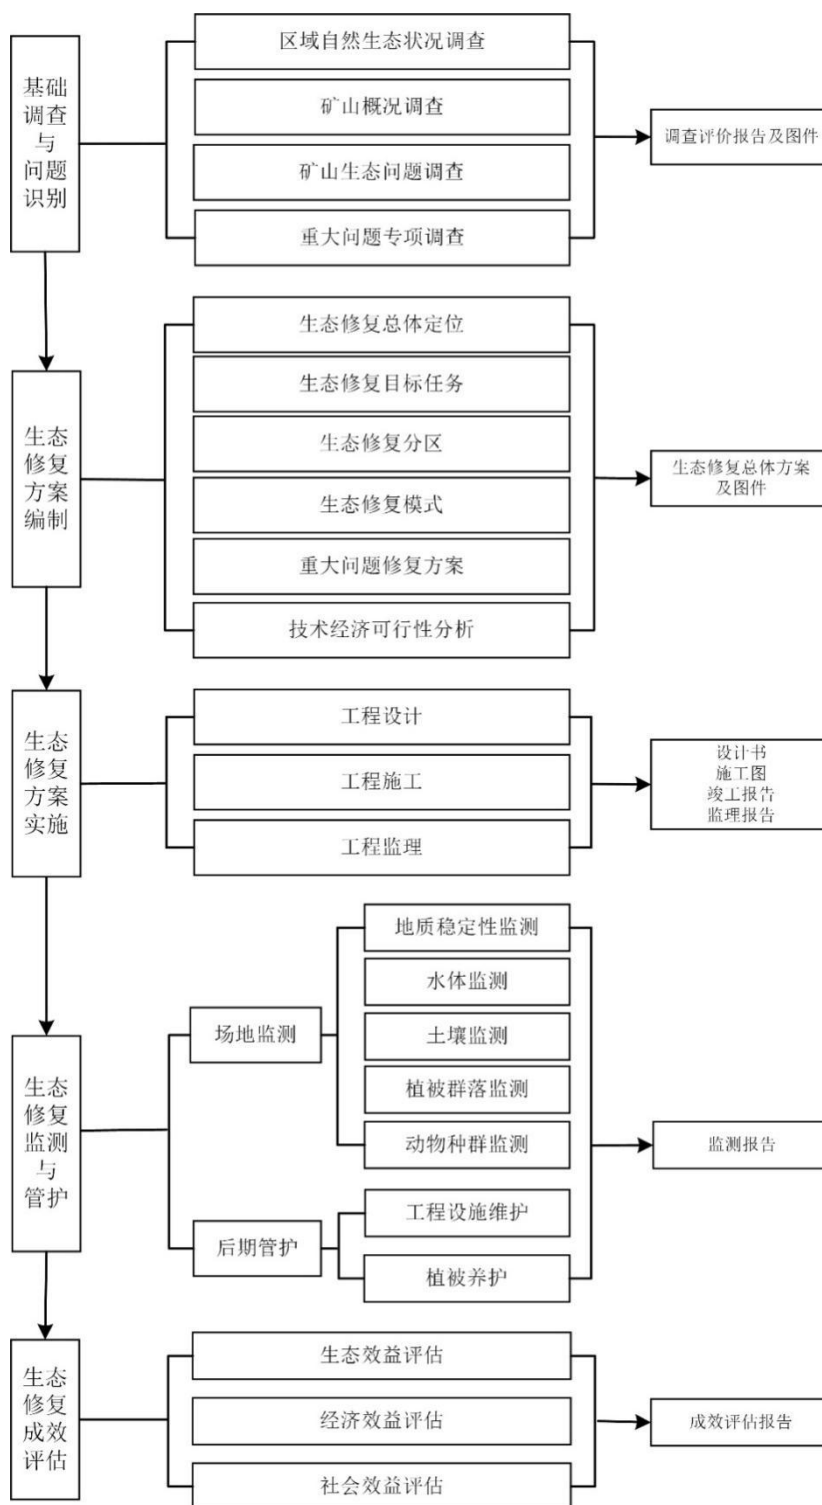 基础
调查
与
问题
识别
区域自然生态状况调查
矿山概况调查
矿山生态问题调查
重大问题专项调查
调查评价报告及图件
生态
修复
方案
编制
生态修复总体定位
生态修复目标任务
生态修复分区
生态修复模式
重大问题修复方案
技术经济可行性分析
生态修复总体方案
及图件
生态
修复
方案
实施
工程设计
工程施工
工程监理
设计书
施工图
竣工报告
监理报告
生态
修复
监测
与
管护
场地监测
地质稳定性监测
水体监测
土壤监测
植被群落监测
动物种群监测
后期管护
工程设施维护
植被养护
监测报告
生态
修复
成效
评估
生态效益评估
经济效益评估
社会效益评估
成效评估报告